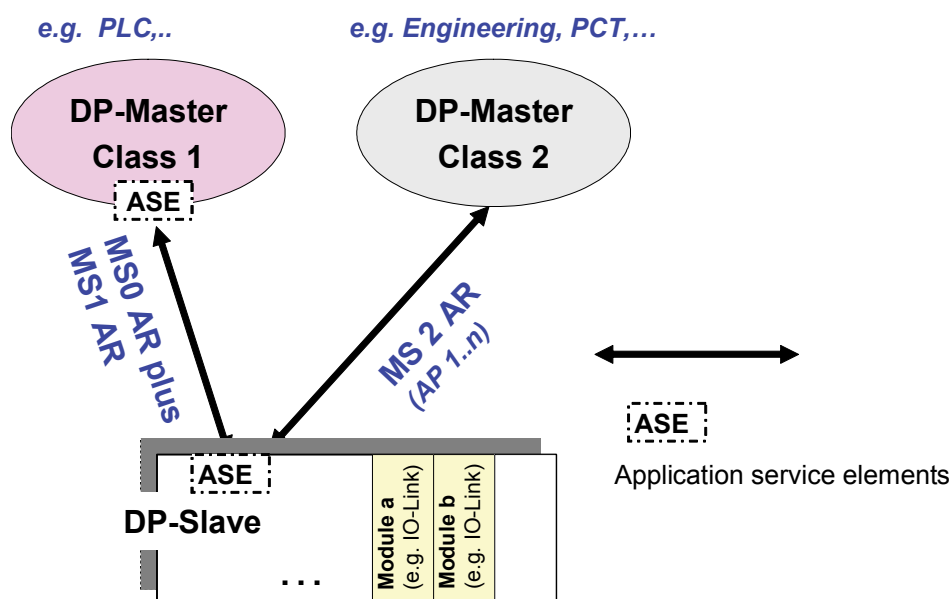 e.g. PLC,..
e.g. Engineering, PCT,…
DP-Master
Class 1
ASE
DP-Master
Class 2
MS0 AR plus
MS1 AR
MS 2 AR
(AP 1..n)
ASE
DP-Slave
...
Module a
(e.g. IO-Link)
Module b
(e.g. IO-Link)
ASE
Application service elements